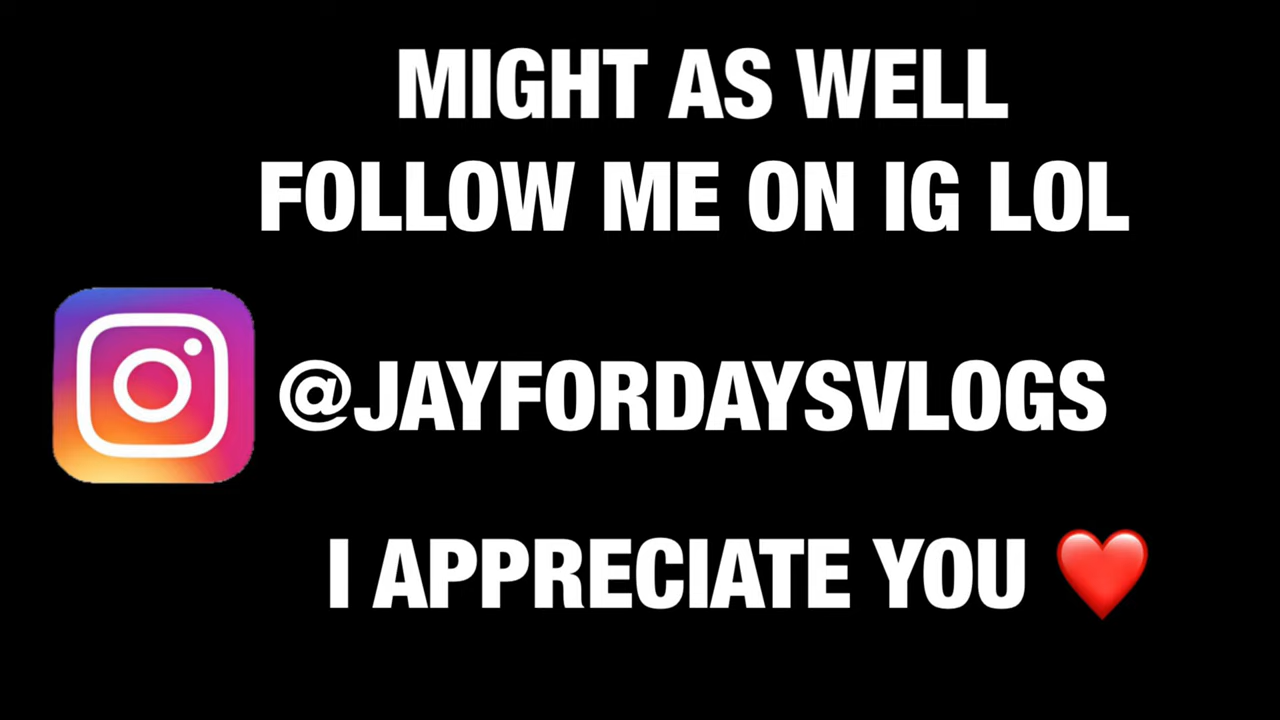 MIGHT AS WELL
FOLLOW ME ON IG LOL
@JAYFORDAYSVLOGS
I APPRECIATE YOU ❤️